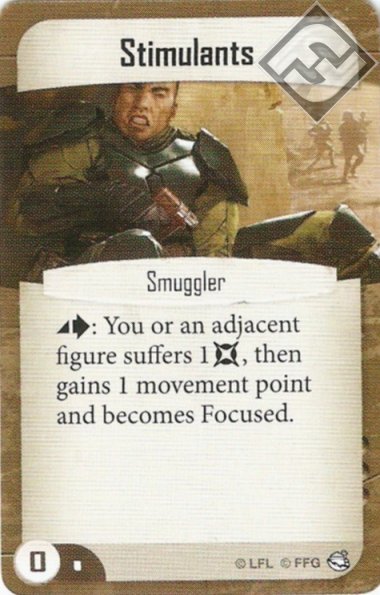 Stimulants
Smuggler
: You or an adjacent
figure suffers 1 , then
gains 1 movement point
and becomes Focused.
0
© LFL © FFG